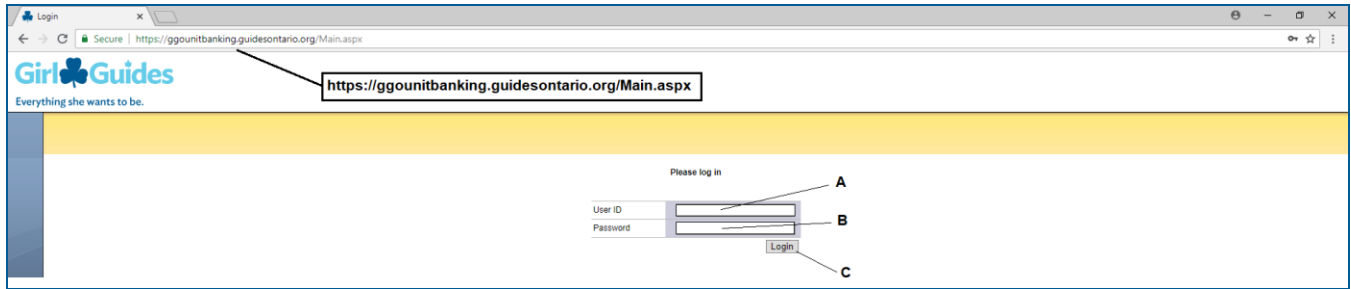 Login
Secure | https://ggounitbanking.guidesontario.org/Main.aspx
Girl Guides
Everything she wants to be.
https://ggounitbanking.guidesontario.org/Main.aspx
Please log in
A
User ID
Password
B
Login
C